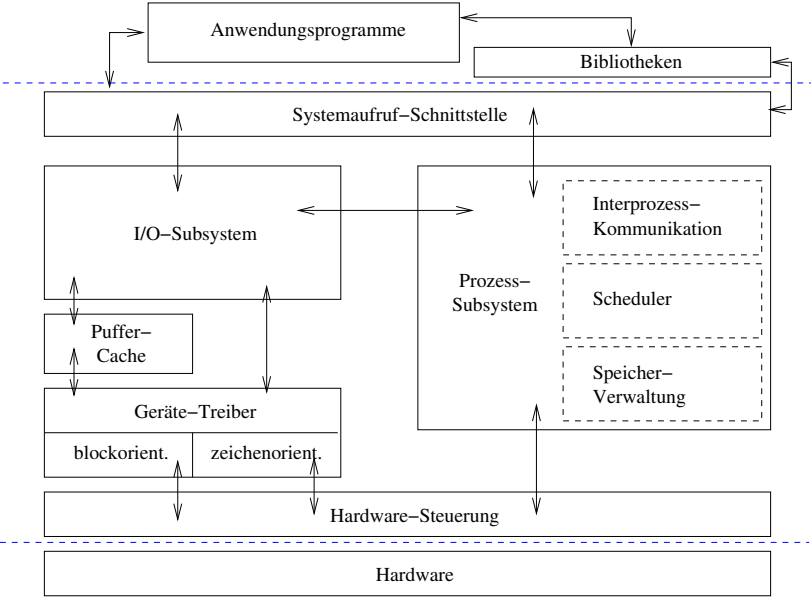 Anwendungsprogramme
Bibliotheken
Systemaufruf−Schnittstelle
I/O−Subsystem
Prozess−
Subsystem
Interprozess−
Kommunikation
Scheduler
Speicher−
Verwaltung
Puffer−
Cache
Geräte−Treiber
blockorient.
zeichenorient.
Hardware−Steuerung
Hardware